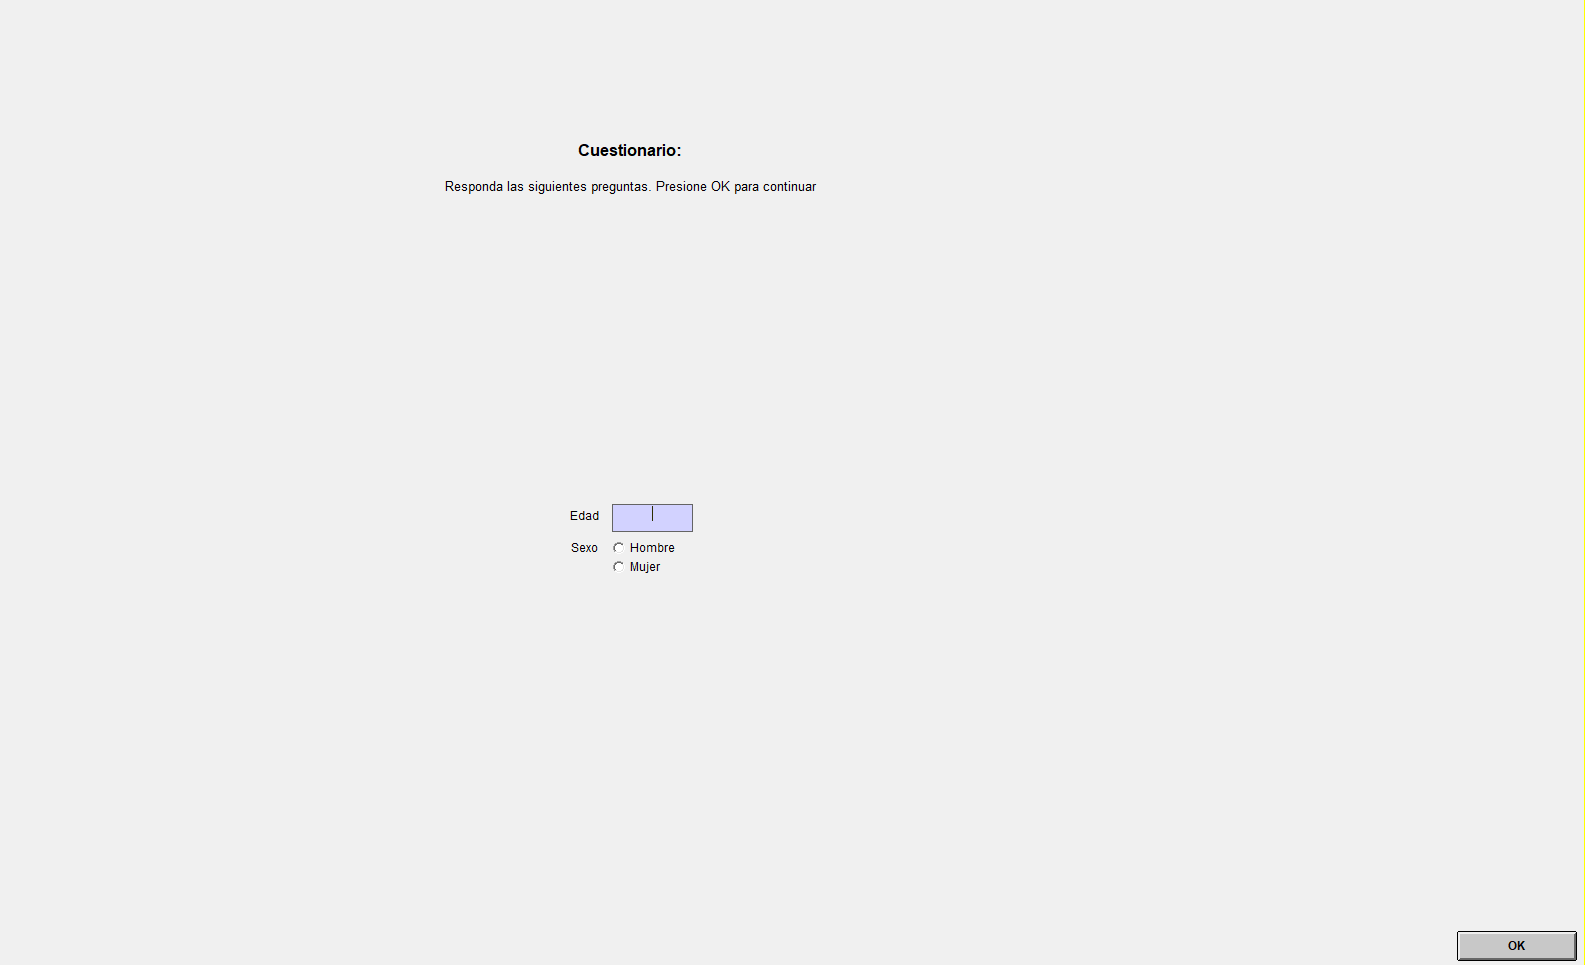 Cuestionario:
Responda las siguientes preguntas. Presione OK para continuar
Edad
Sexo Hombre
Mujer
OK